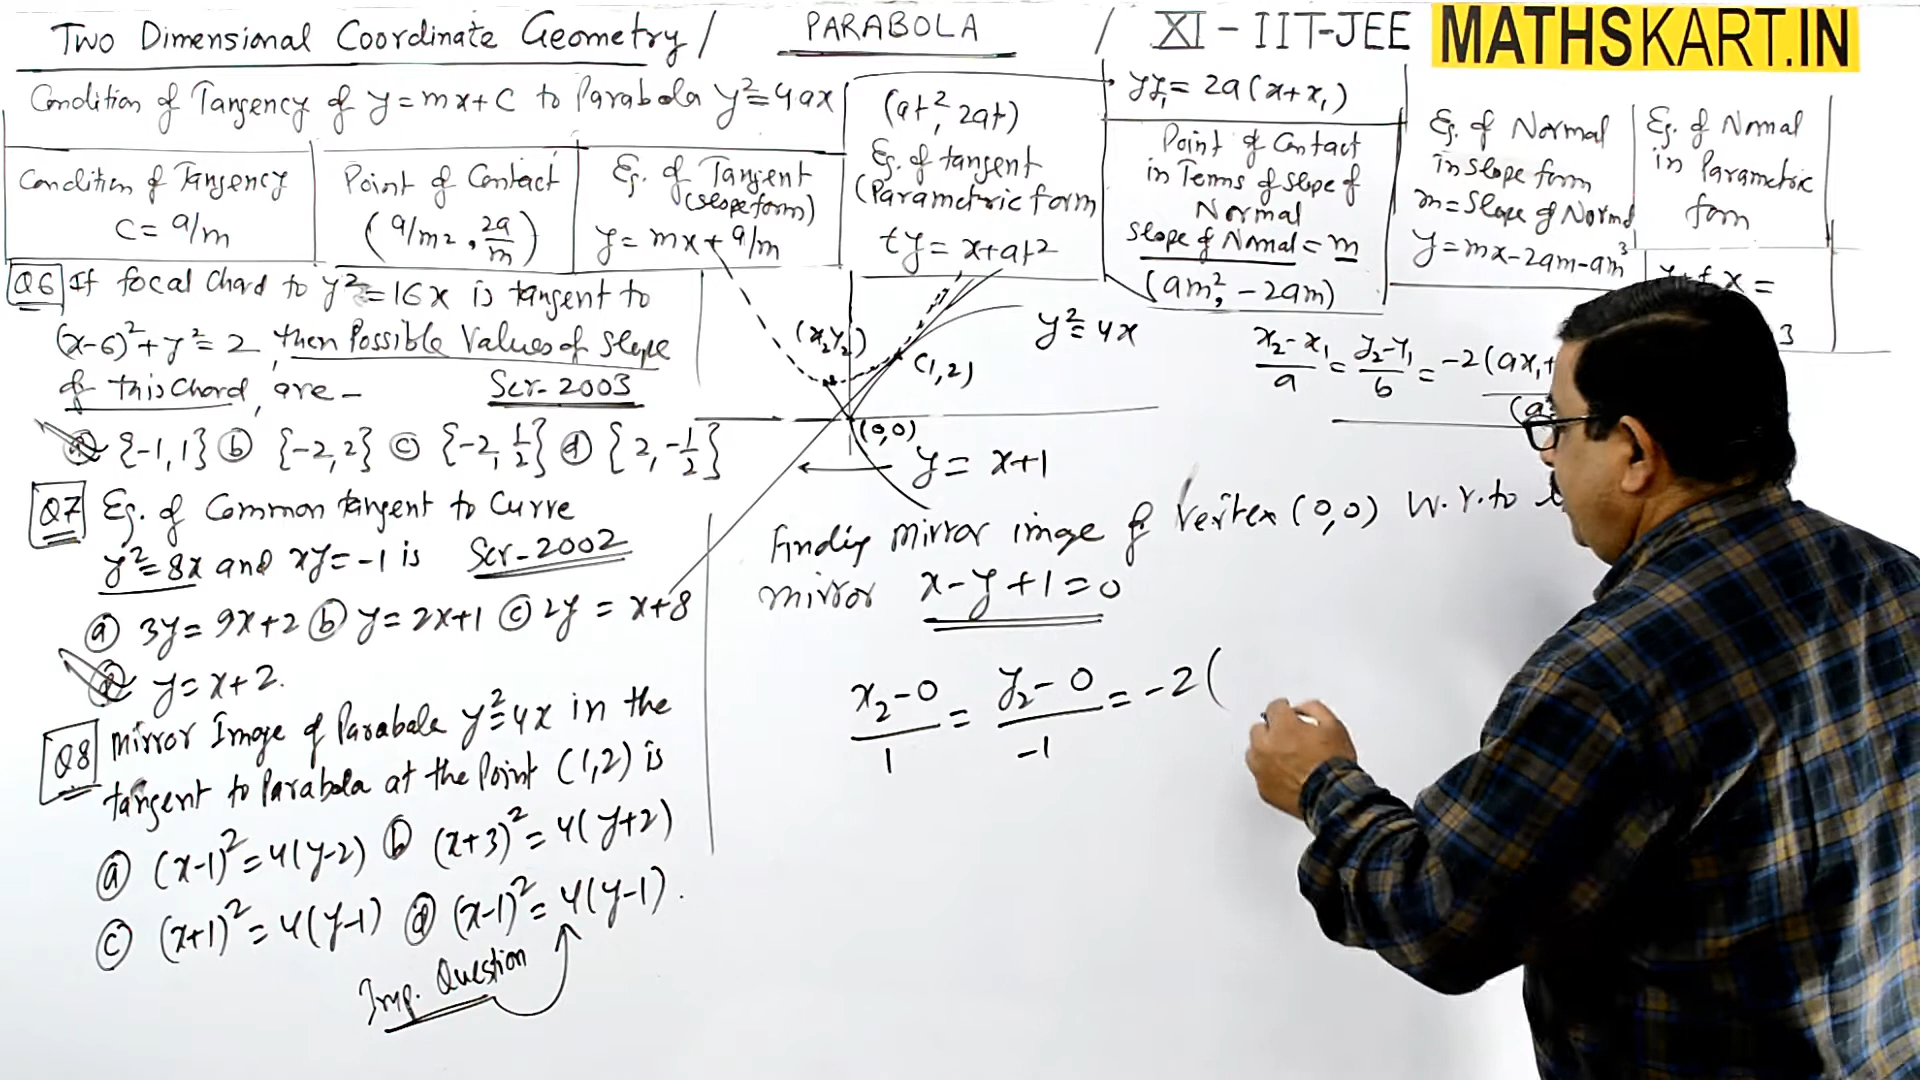 Two Dimensional Coordinate Geometry / PARABOLA / XI - IIT-JEE
MATHSKART.IN
Condition of Tangency of y=mx+c to Parabola y²=4ax
Condition of Tangency
c = a/m
Point of Contact
(a/m², 2a/m)
Eq. of Tangent
(slope form)
y = mx + a/m
(at², 2at)
Eq. of tangent
(Parametric form
ty = x+at²
yy₁ = 2a(x+x₁)
Point of Contact
in Terms of slope of
Normal
slope of Normal = m
(am², -2am)
Eq. of Normal
in slope form
m = slope of Normal
y = mx-2am-am³
Eq. of Normal
in Parametric
form
x =
3
Q6 If focal Chord to y²=16x is tangent to
(x-6)²+y²=2, then Possible Values of slope
of this Chord, are - Scr-2003
(a) {-1,1} (b) {-2,2} (c) {-2, 1/2} (d) {2, -1/2}
Q7 Eq. of Common tangent to Curve
y²=8x and xy=-1 is Scr-2002
(a) 3y=9x+2 (b) y=2x+1 (c) 2y=x+8
(d) y=x+2.
Q8 Mirror Image of Parabola y²=4x in the
tangent to Parabola at the Point (1,2) is
(a) (x-1)²=4(y-2) (b) (x+3)²=4(y+2)
(c) (x+1)²=4(y-1) (d) (x-1)²=4(y-1).
Imp. Question
(x₂y₂)
y²=4x
(1,2)
(0,0)
y = x+1
x₂-x₁/a = y₂-y₁/b = -2(ax₁+
(a²
Finding mirror image of Vertex (0,0) w.r.to
mirror x-y+1=0
x₂-0/1 = y₂-0/-1 = -2(